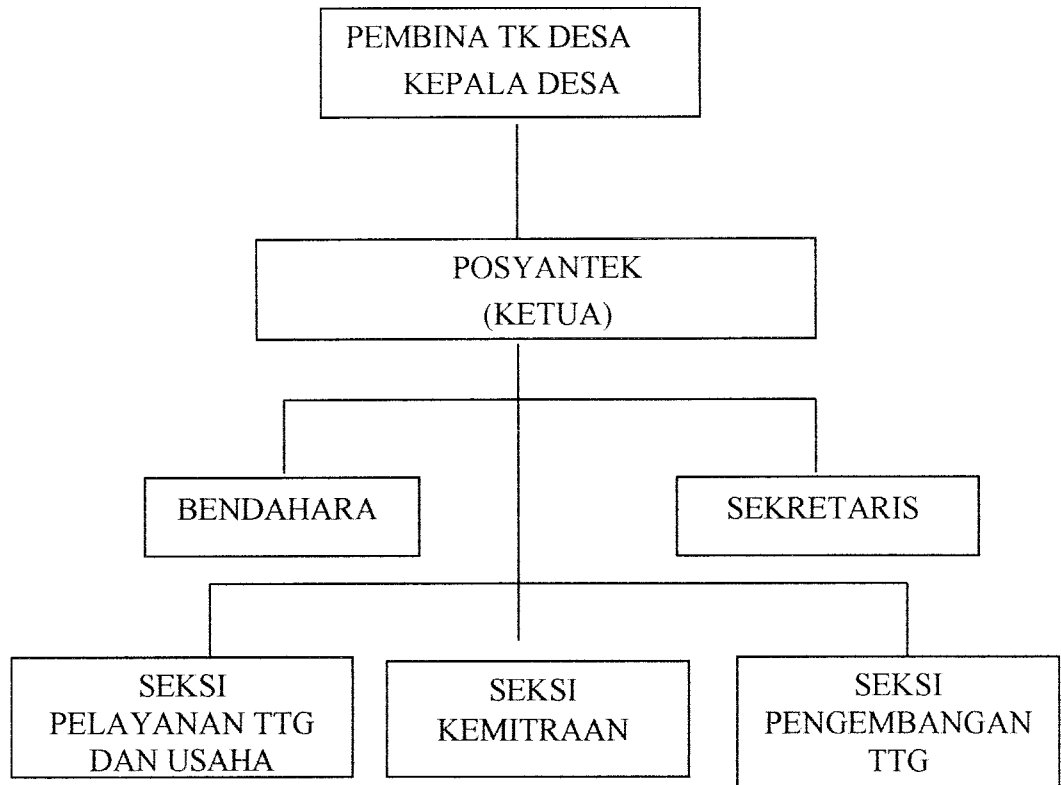 PEMBINA TK DESA
KEPALA DESA
POSYANTEK
(KETUA)
BENDAHARA
SEKRETARIS
SEKSI
PELAYANAN TTG
DAN USAHA
SEKSI
KEMITRAAN
SEKSI
PENGEMBANGAN
TTG